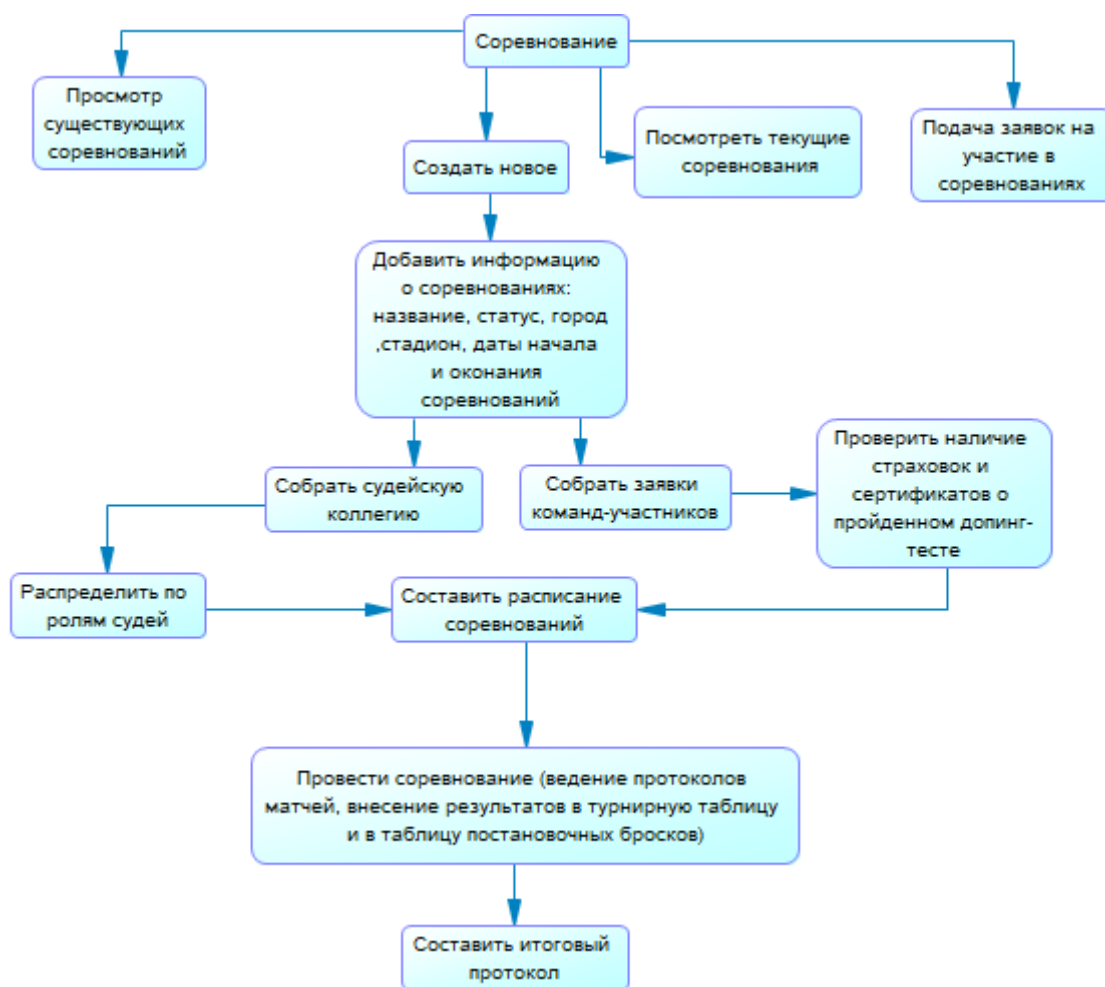 Соревнование
Просмотр
существующих
соревнований
Создать новое
Посмотреть текущие
соревнования
Подача заявок на
участие в
соревнованиях
Добавить информацию
о соревнованиях:
название, статус, город
,стадион, даты начала
и оконания
соревнований
Собрать судейскую
коллегию
Собрать заявки
команд-участников
Проверить наличие
страховок и
сертификатов о
пройденном допинг-
тесте
Распределить по
ролям судей
Составить расписание
соревнований
Провести соревнование (ведение протоколов
матчей, внесение результатов в турнирную таблицу
и в таблицу постановочных бросков)
Составить итоговый
протокол